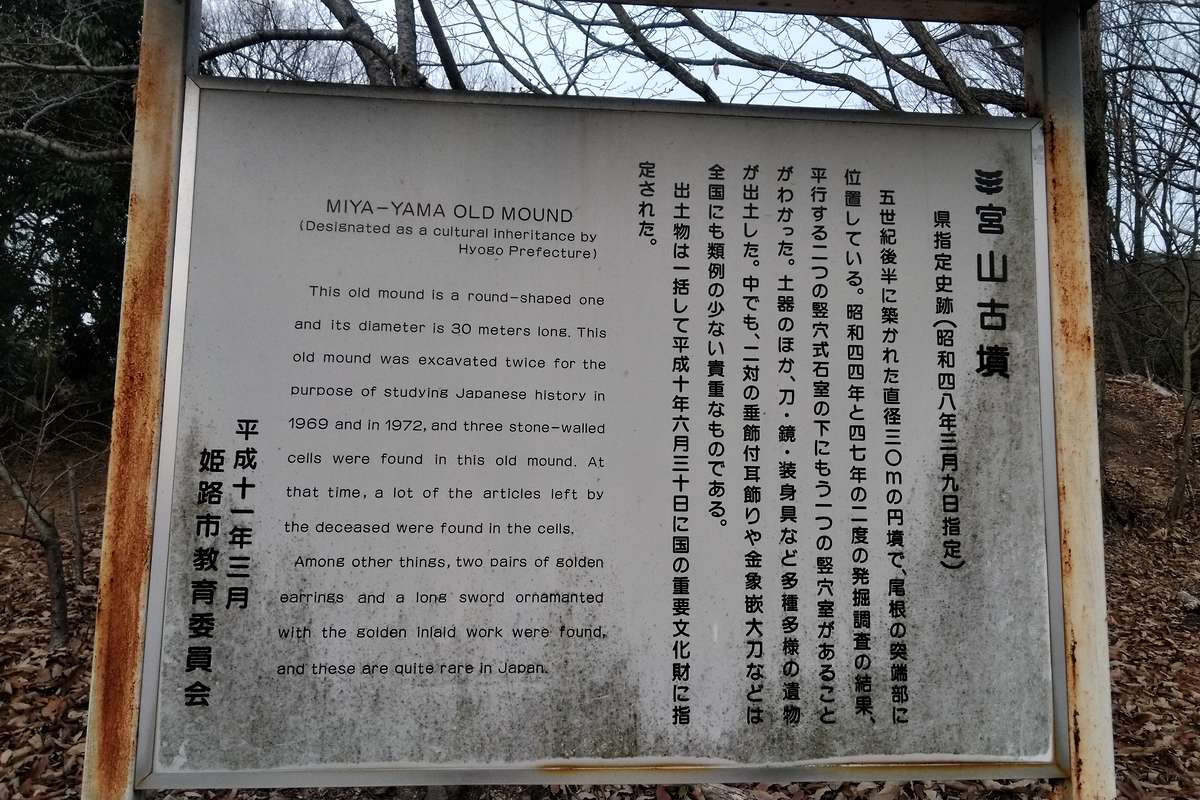 宮山古墳
県指定史跡(昭和四八年三月九日指定)
五世紀後半に築かれた直径三〇mの円墳で、尾根の突端部に
位置している。昭和四四年と四七年の二度の発掘調査の結果、
平行する二つの竪穴式石室の下にもう一つの竪穴室があること
がわかった。土器のほか、刀・鏡・装身具など多種多様の遺物
が出土した。中でも、二対の垂飾付耳飾りや金象嵌大刀などは
全国にも類例の少ない貴重なものである。
出土物は一括して平成十年六月三十日に国の重要文化財に指
定された。
MIYA-YAMA OLD MOUND
(Designated as a cultural inheritance by
Hyogo Prefecture)
This old mound is a round-shaped one
and its diameter is 30 meters long. This
old mound was excavated twice for the
purpose of studying Japanese history in
1969 and in 1972, and three stone-walled
cells were found in this old mound. At
that time, a lot of the articles left by
the deceased were found in the cells.
Among other things, two pairs of golden
earrings and a long sword ornamanted
with the golden inlaid work were found,
and these are quite rare in Japan.
平成十一年三月
姫路市教育委員会